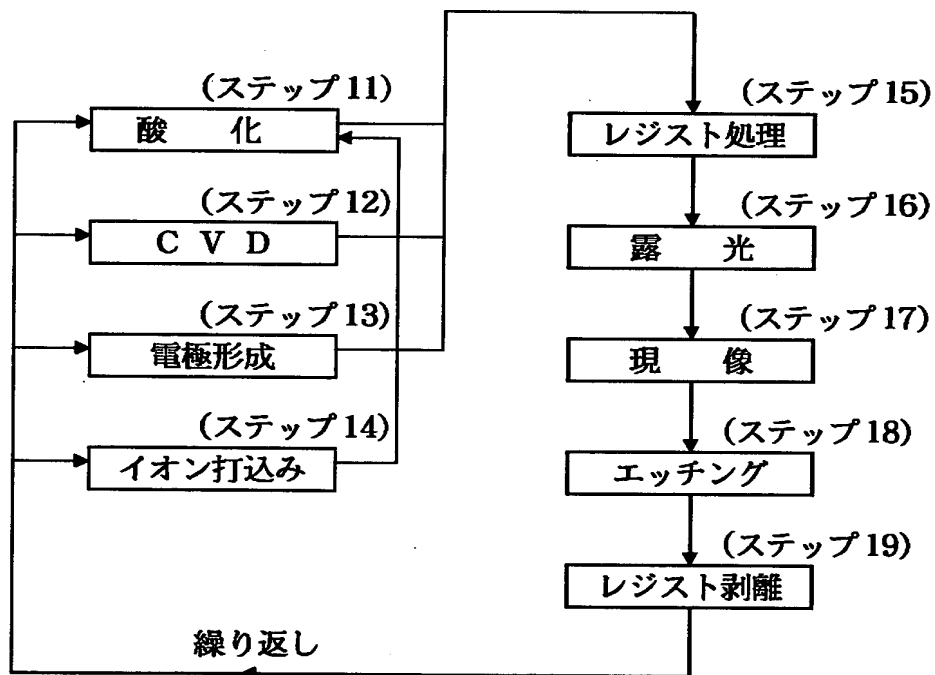 (ステップ11)
酸 化
(ステップ12)
C V D
(ステップ13)
電極形成
(ステップ14)
イオン打込み
(ステップ15)
レジスト処理
(ステップ16)
露 光
(ステップ17)
現 像
(ステップ18)
エッチング
(ステップ19)
レジスト剥離
繰り返し